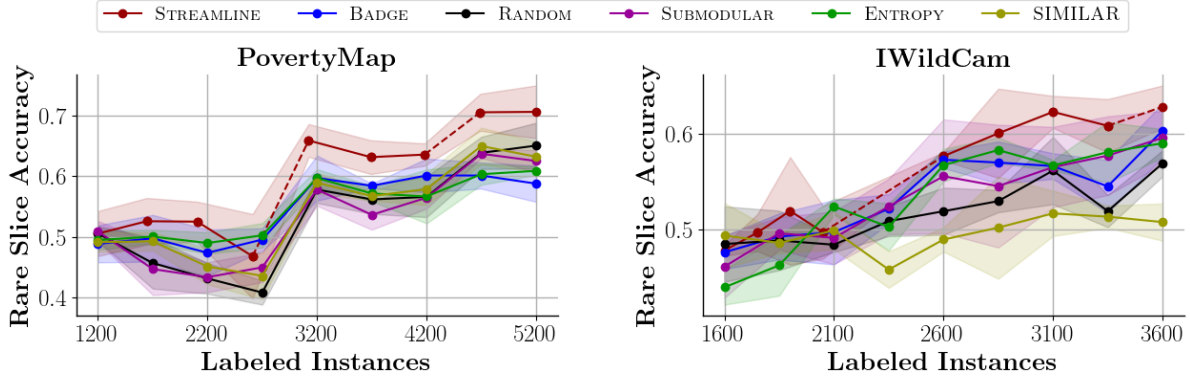 STREAMLINE BADGE RANDOM SUBMODULAR ENTROPY SIMILAR
PovertyMap
Rare Slice Accuracy
0.7
0.6
0.5
0.4
1200 2200 3200 4200 5200
Labeled Instances
IWildCam
Rare Slice Accuracy
0.6
0.5
1600 2100 2600 3100 3600
Labeled Instances